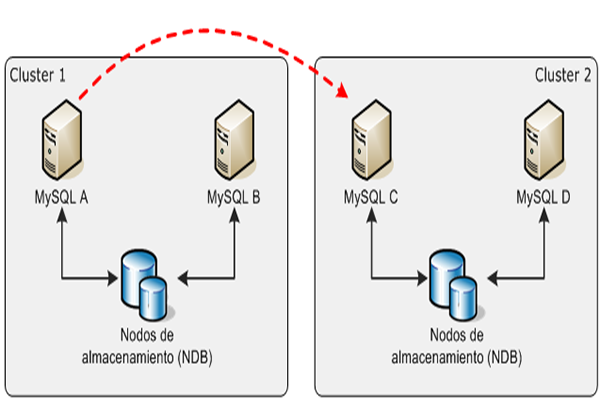 Cluster 1
MySQL A
MySQL B
Nodos de
almacenamiento (NDB)
Cluster 2
MySQL C
MySQL D
Nodos de
almacenamiento (NDB)